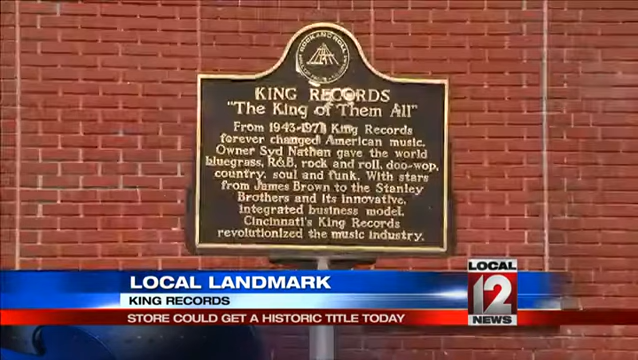 ROCK AND ROLL
KING RECORDS
"The King of Them All"
From 1943-1971 King Records
forever changed American music.
Owner Syd Nathan gave the world
bluegrass, R&B, rock and roll, doo-wop,
country, soul and funk. With stars
from James Brown to the Stanley
Brothers and its innovative,
integrated business model,
Cincinnati's King Records
revolutionized the music industry.
LOCAL LANDMARK
KING RECORDS
STORE COULD GET A HISTORIC TITLE TODAY
LOCAL
12
NEWS